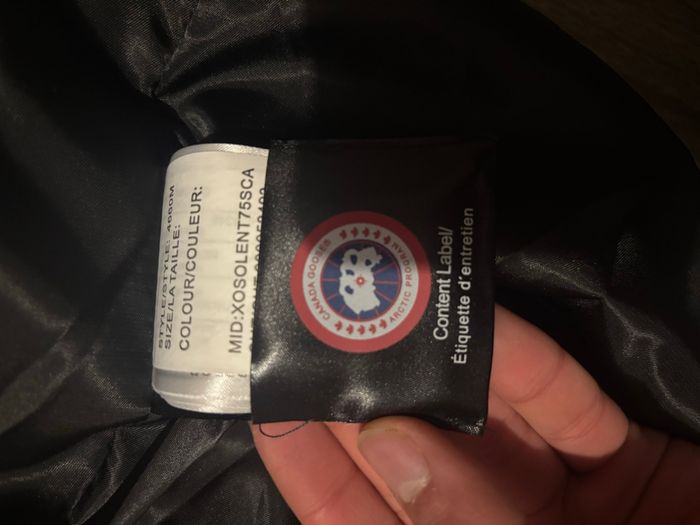 STYLE/STYLE: 4660M
SIZE/LA TAILLE:
COLOUR/COULEUR:
MID:XOSOLENT75SCA
CANADA GOOSE®
ARCTIC PROGRAM
Content Label/
Étiquette d'entretien